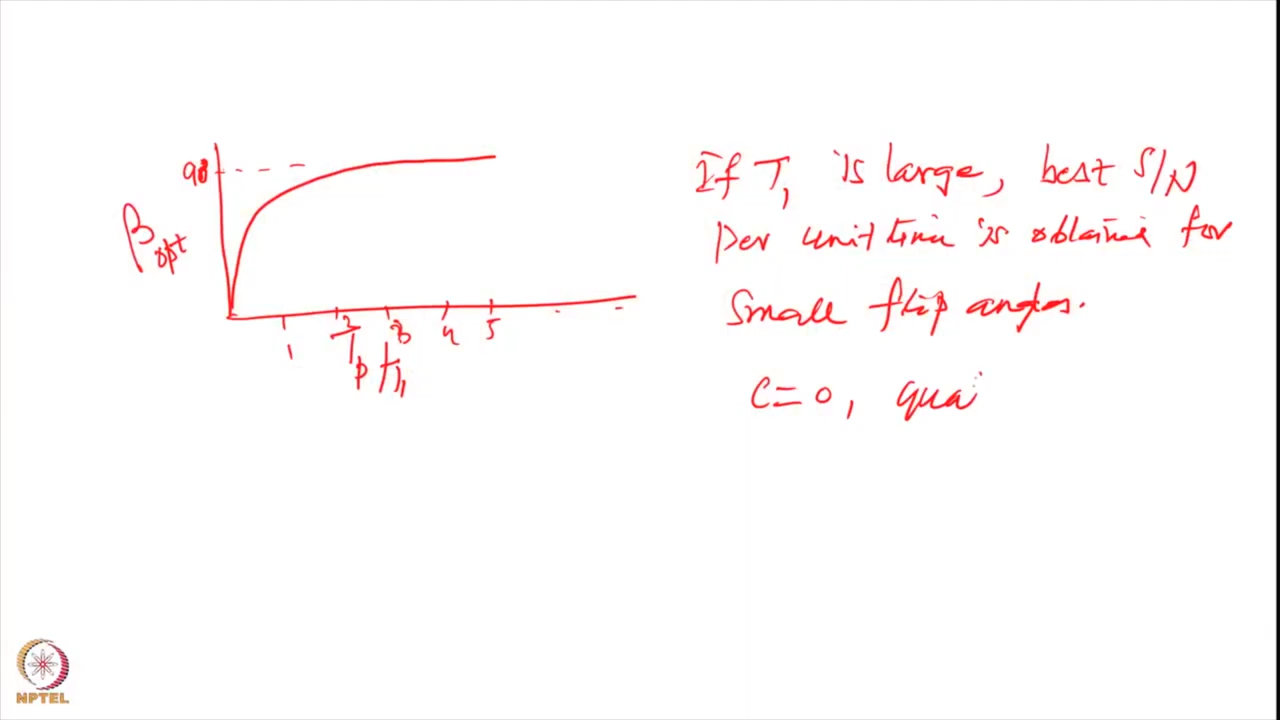 90
β opt
1 2 3 4 5
T p / T1
If T1 is large, best S/N
per unit time is obtained for
Small flip angles.
C=0, qua
NPTEL